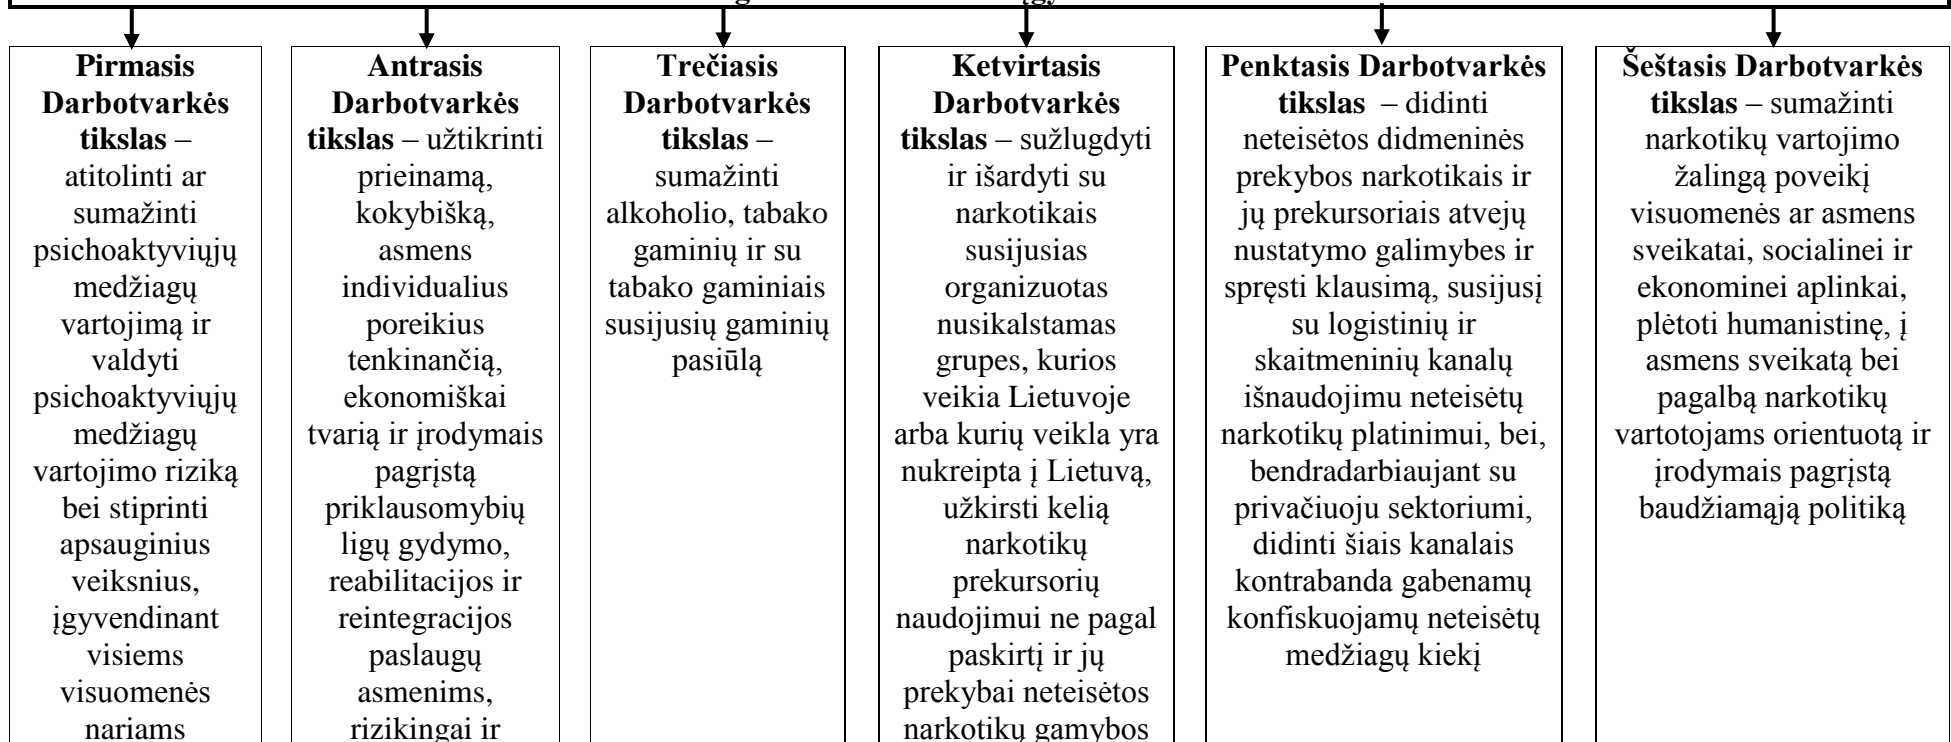 Pirmasis
Darbotvarkės
tikslas –
atitolinti ar
sumažinti
psichoaktyviųjų
medžiagų
vartojimą ir
valdyti
psichoaktyviųjų
medžiagų
vartojimo riziką
bei stiprinti
apsauginius
veiksnius,
įgyvendinant
visiems
visuomenės
nariams
Antrasis
Darbotvarkės
tikslas – užtikrinti
prieinamą,
kokybišką,
asmens
individualius
poreikius
tenkinančią,
ekonomiškai
tvarią ir įrodymais
pagrįstą
priklausomybių
ligų gydymo,
reabilitacijos ir
reintegracijos
paslaugų
asmenims,
rizikingai ir
Trečiasis
Darbotvarkės
tikslas –
sumažinti
alkoholio, tabako
gaminių ir su
tabako gaminiais
susijusių gaminių
pasiūlą
Ketvirtasis
Darbotvarkės
tikslas – sužlugdyti
ir išardyti su
narkotikais
susijusias
organizuotas
nusikalstamas
grupes, kurios
veikia Lietuvoje
arba kurių veikla yra
nukreipta į Lietuvą,
užkirsti kelią
narkotikų
prekursorių
naudojimui ne pagal
paskirtį ir jų
prekybai neteisėtos
narkotikų gamybos
Penktasis Darbotvarkės
tikslas – didinti
neteisėtos didmeninės
prekybos narkotikais ir
jų prekursoriais atvejų
nustatymo galimybes ir
spręsti klausimą, susijusį
su logistinių ir
skaitmeninių kanalų
išnaudojimu neteisėtų
narkotikų platinimui, bei,
bendradarbiaujant su
privačiuoju sektoriumi,
didinti šiais kanalais
kontrabanda gabenamų
konfiskuojamų neteisėtų
medžiagų kiekį
Šeštasis Darbotvarkės
tikslas – sumažinti
narkotikų vartojimo
žalingą poveikį
visuomenės ar asmens
sveikatai, socialinei ir
ekonominei aplinkai,
plėtoti humanistinę, į
asmens sveikatą bei
pagalbą narkotikų
vartotojams orientuotą ir
įrodymais pagrįstą
baudžiamąją politiką